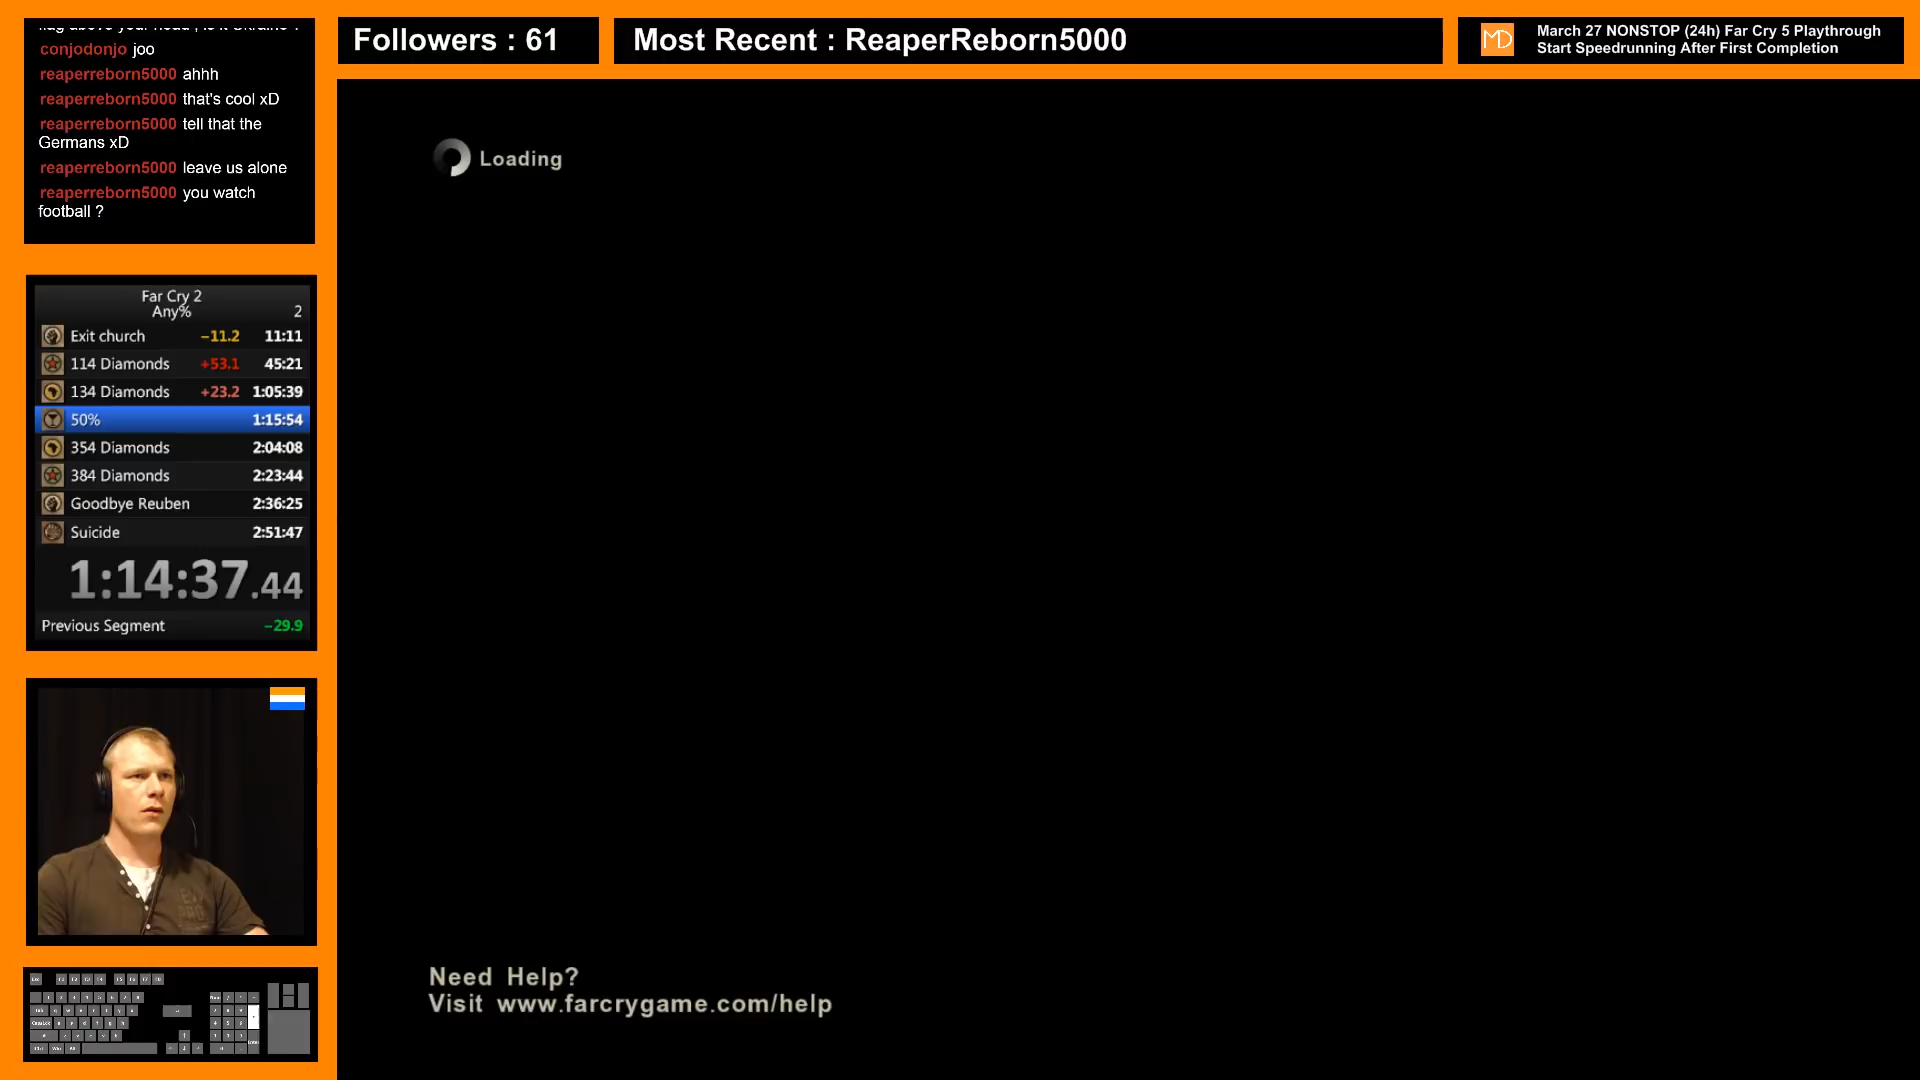 conjodonjo joo
reaperreborn5000 ahhh
reaperreborn5000 that's cool xD
reaperreborn5000 tell that the
Germans xD
reaperreborn5000 leave us alone
reaperreborn5000 you watch
football ?
Followers : 61
Most Recent : ReaperReborn5000
MD
March 27 NONSTOP (24h) Far Cry 5 Playthrough
Start Speedrunning After First Completion
Far Cry 2
Any% 2
Exit church −11.2 11:11
114 Diamonds +53.1 45:21
134 Diamonds +23.2 1:05:39
50% 1:15:54
354 Diamonds 2:04:08
384 Diamonds 2:23:44
Goodbye Reuben 2:36:25
Suicide 2:51:47
1:14:37.44
Previous Segment −29.9
Loading
Need Help?
Visit www.farcrygame.com/help